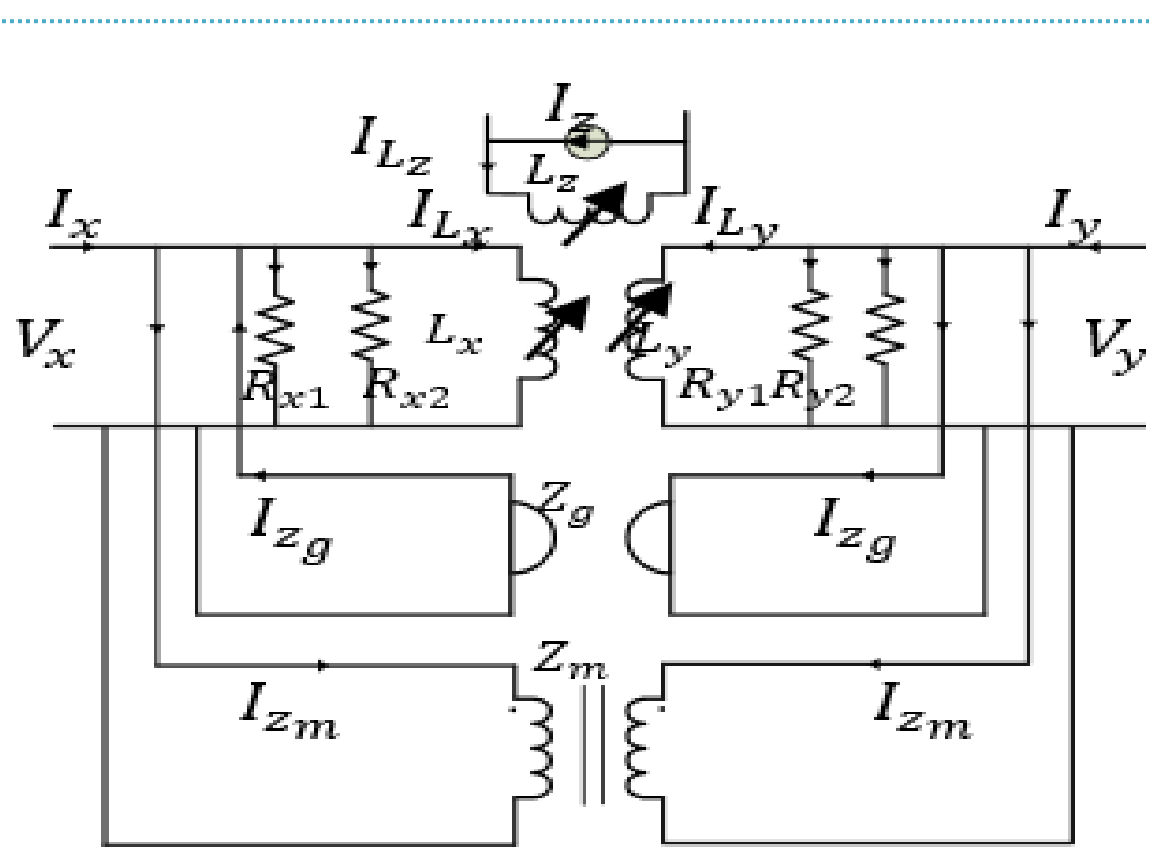 I_z
I_{L_z}
L_z
I_x I_{L_x} I_{L_y} I_y
V_x L_x L_y V_y
R_{x1} R_{x2} R_{y1} R_{y2}
Z_g
I_{z_g} I_{z_g}
Z_m
I_{z_m} I_{z_m}